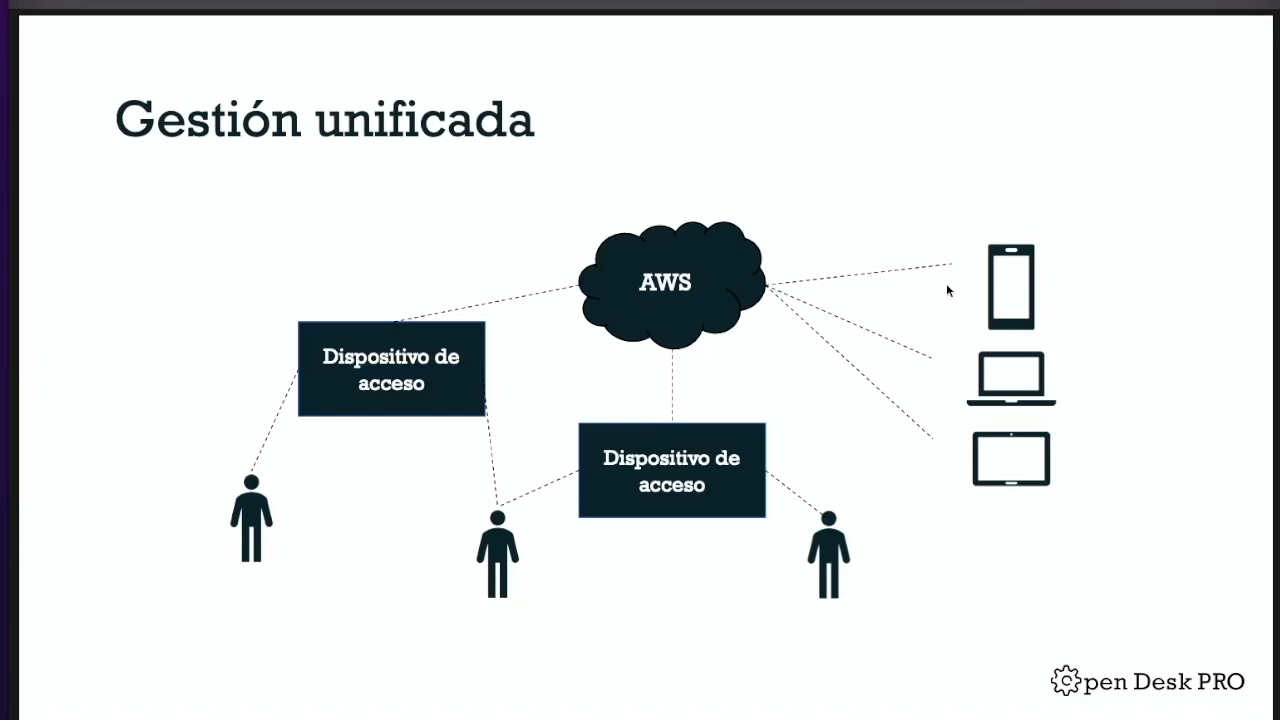 Gestión unificada
AWS
Dispositivo de
acceso
Dispositivo de
acceso
Open Desk PRO